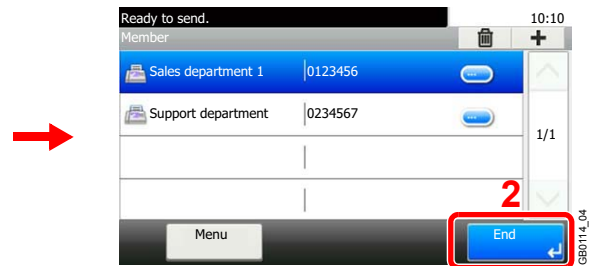 Ready to send. 10:10
Member
Sales department 1 0123456
Support department 0234567
1/1
2
Menu End
GB0114_04